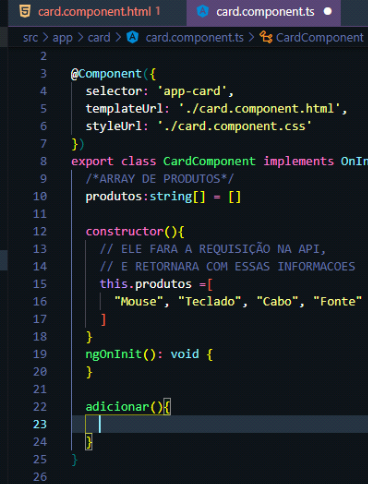 card.component.html 1
card.component.ts
src > app > card > card.component.ts > CardComponent
2
3 @Component({
4 selector: 'app-card',
5 templateUrl: './card.component.html',
6 styleUrl: './card.component.css'
7 })
8 export class CardComponent implements OnIn
9 /*ARRAY DE PRODUTOS*/
10 produtos:string[] = []
11
12 constructor(){
13 // ELE FARA A REQUISIÇÃO NA API,
14 // E RETORNARA COM ESSAS INFORMACOES
15 this.produtos =[
16 "Mouse", "Teclado", "Cabo", "Fonte"
17 ]
18 }
19 ngOnInit(): void {
20 }
21
22 adicionar(){
23
24 }
25 }
26